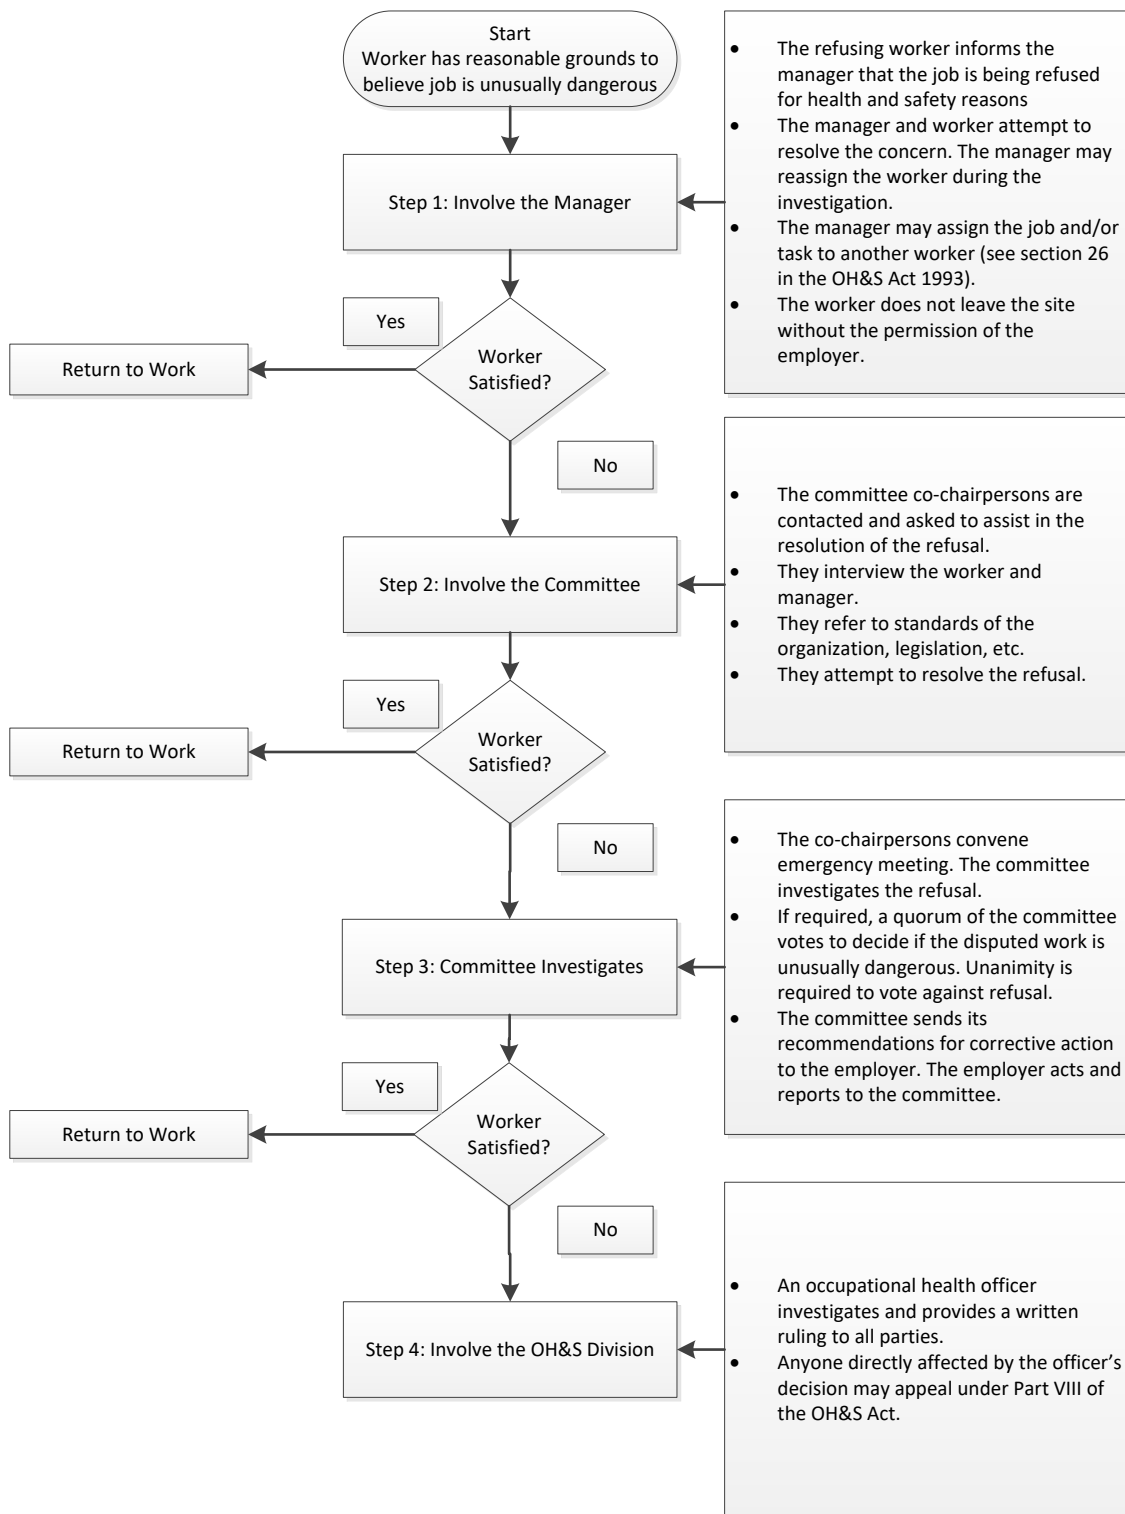 Start
Worker has reasonable grounds to
believe job is unusually dangerous
• The refusing worker informs the
manager that the job is being refused
for health and safety reasons
• The manager and worker attempt to
resolve the concern. The manager may
reassign the worker during the
investigation.
• The manager may assign the job and/or
task to another worker (see section 26
in the OH&S Act 1993).
• The worker does not leave the site
without the permission of the
employer.
Step 1: Involve the Manager
Yes
Worker
Satisfied?
Return to Work
No
• The committee co-chairpersons are
contacted and asked to assist in the
resolution of the refusal.
• They interview the worker and
manager.
• They refer to standards of the
organization, legislation, etc.
• They attempt to resolve the refusal.
Step 2: Involve the Committee
Yes
Worker
Satisfied?
Return to Work
No
• The co-chairpersons convene
emergency meeting. The committee
investigates the refusal.
• If required, a quorum of the committee
votes to decide if the disputed work is
unusually dangerous. Unanimity is
required to vote against refusal.
• The committee sends its
recommendations for corrective action
to the employer. The employer acts and
reports to the committee.
Step 3: Committee Investigates
Yes
Worker
Satisfied?
Return to Work
No
• An occupational health officer
investigates and provides a written
ruling to all parties.
• Anyone directly affected by the officer’s
decision may appeal under Part VIII of
the OH&S Act.
Step 4: Involve the OH&S Division